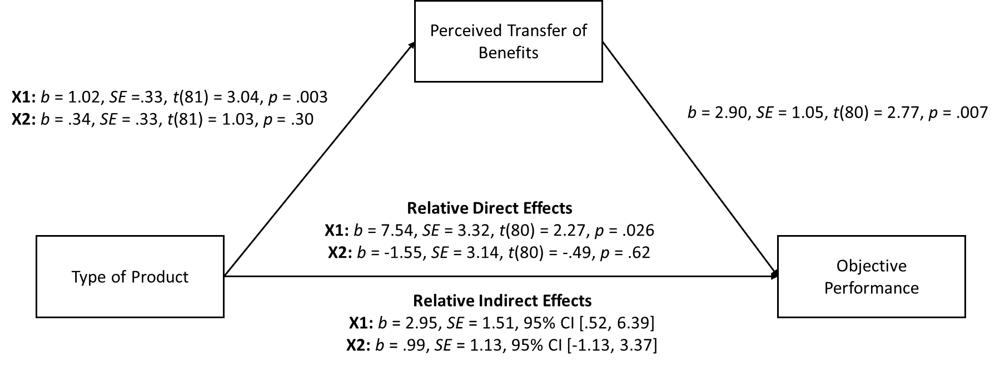 Perceived Transfer of
Benefits
X1: b = 1.02, SE =.33, t(81) = 3.04, p = .003
X2: b = .34, SE = .33, t(81) = 1.03, p = .30
b = 2.90, SE = 1.05, t(80) = 2.77, p = .007
Relative Direct Effects
X1: b = 7.54, SE = 3.32, t(80) = 2.27, p = .026
X2: b = -1.55, SE = 3.14, t(80) = -.49, p = .62
Type of Product
Objective
Performance
Relative Indirect Effects
X1: b = 2.95, SE = 1.51, 95% CI [.52, 6.39]
X2: b = .99, SE = 1.13, 95% CI [-1.13, 3.37]